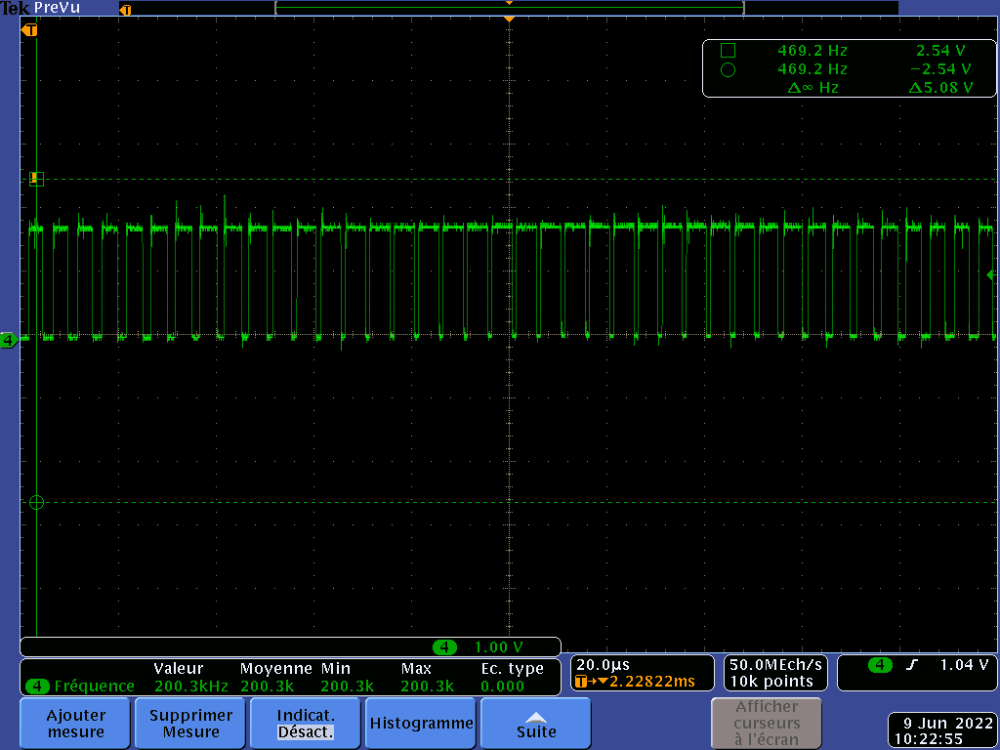 Tek PreVu
T
T
469.2 Hz 2.54 V
469.2 Hz −2.54 V
Δ∞ Hz Δ5.08 V
4
4 1.00 V
Valeur Moyenne Min Max Ec. type
4 Fréquence 200.3kHz 200.3k 200.3k 200.3k 0.000
20.0µs
T→▼2.22822ms
50.0MEch/s
10k points
4 1.04 V
Ajouter
mesure
Supprimer
Mesure
Indicat.
Désact.
Histogramme
Suite
Afficher
curseurs
à l'écran
9 Jun 2022
10:22:55